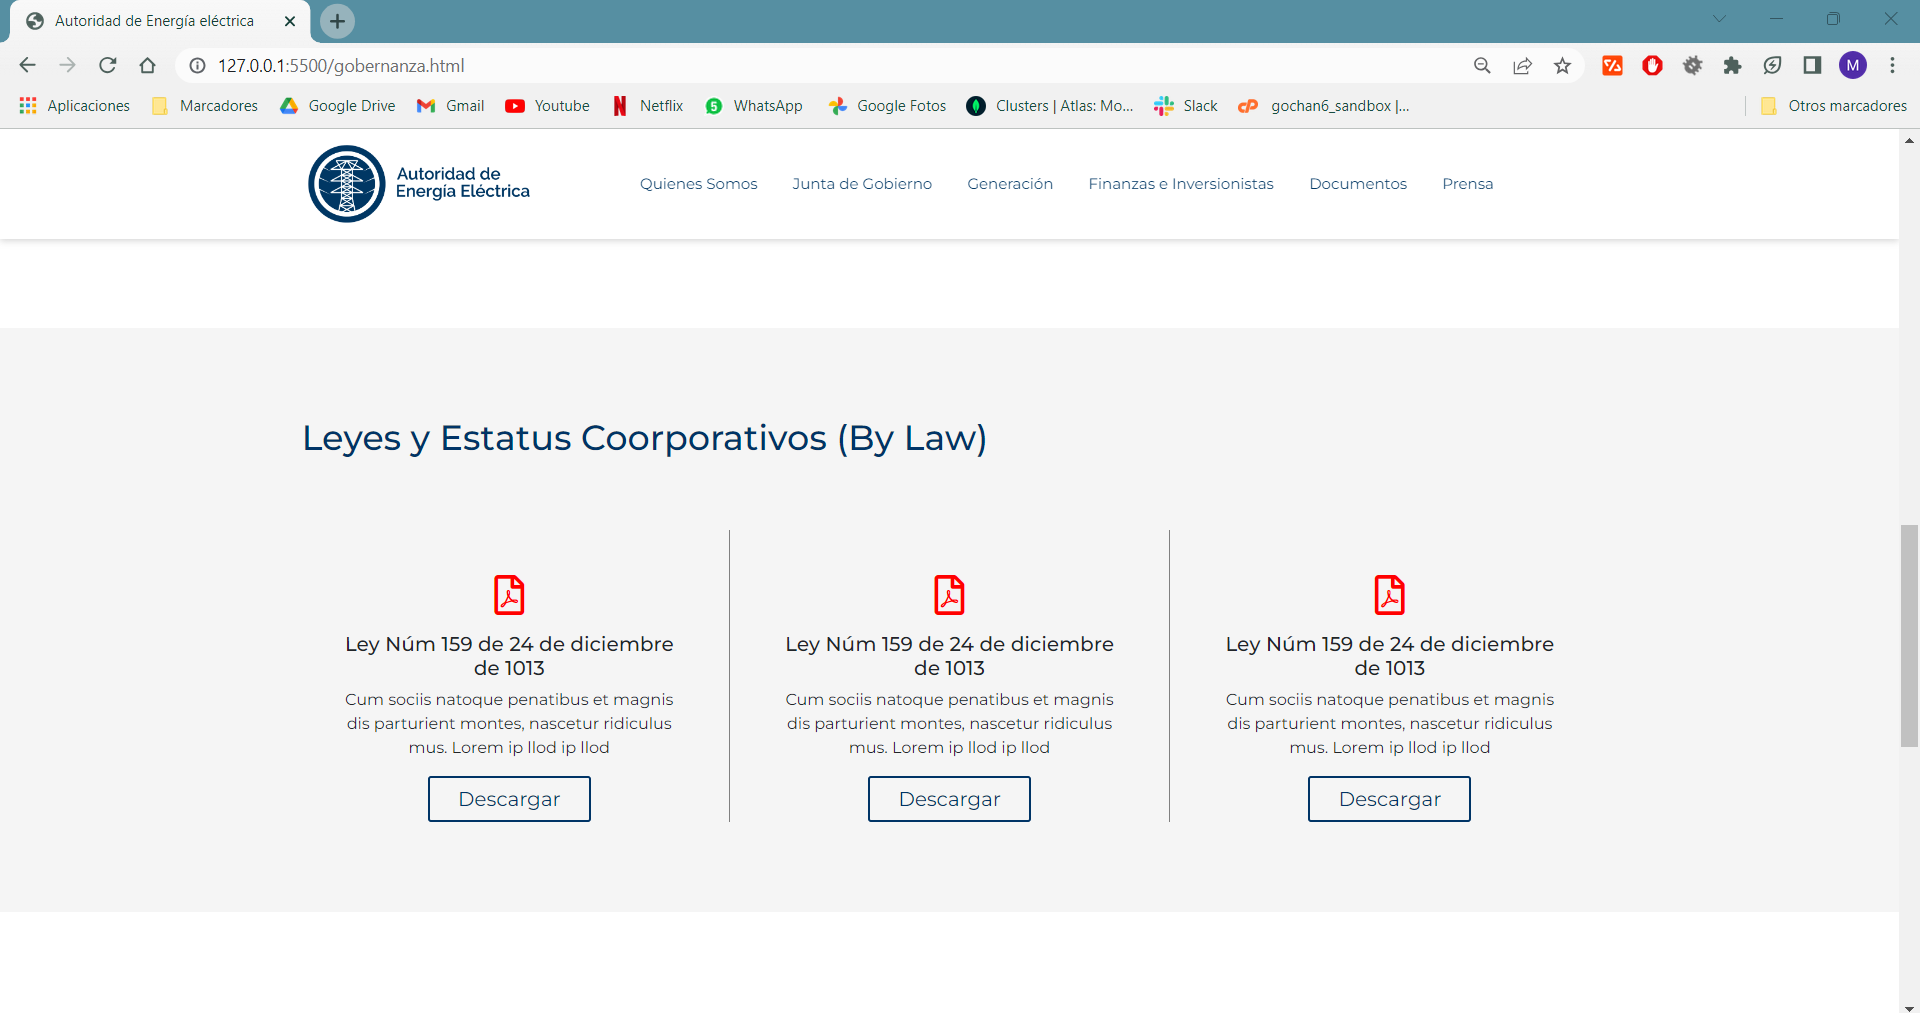 Autoridad de Energía eléctrica
127.0.0.1:5500/gobernanza.html
M
Aplicaciones Marcadores Google Drive Gmail Youtube Netflix WhatsApp Google Fotos Clusters | Atlas: Mo... Slack gochan6_sandbox |... Otros marcadores
Autoridad de
Energía Eléctrica
Quienes Somos Junta de Gobierno Generación Finanzas e Inversionistas Documentos Prensa
Leyes y Estatus Coorporativos (By Law)
Ley Núm 159 de 24 de diciembre
de 1013
Cum sociis natoque penatibus et magnis
dis parturient montes, nascetur ridiculus
mus. Lorem ip llod ip llod
Descargar
Ley Núm 159 de 24 de diciembre
de 1013
Cum sociis natoque penatibus et magnis
dis parturient montes, nascetur ridiculus
mus. Lorem ip llod ip llod
Descargar
Ley Núm 159 de 24 de diciembre
de 1013
Cum sociis natoque penatibus et magnis
dis parturient montes, nascetur ridiculus
mus. Lorem ip llod ip llod
Descargar